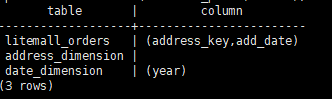 table | column
-------------------+------------------------
litemall_orders | (address_key,add_date)
address_dimension |
date_dimension | (year)
(3 rows)